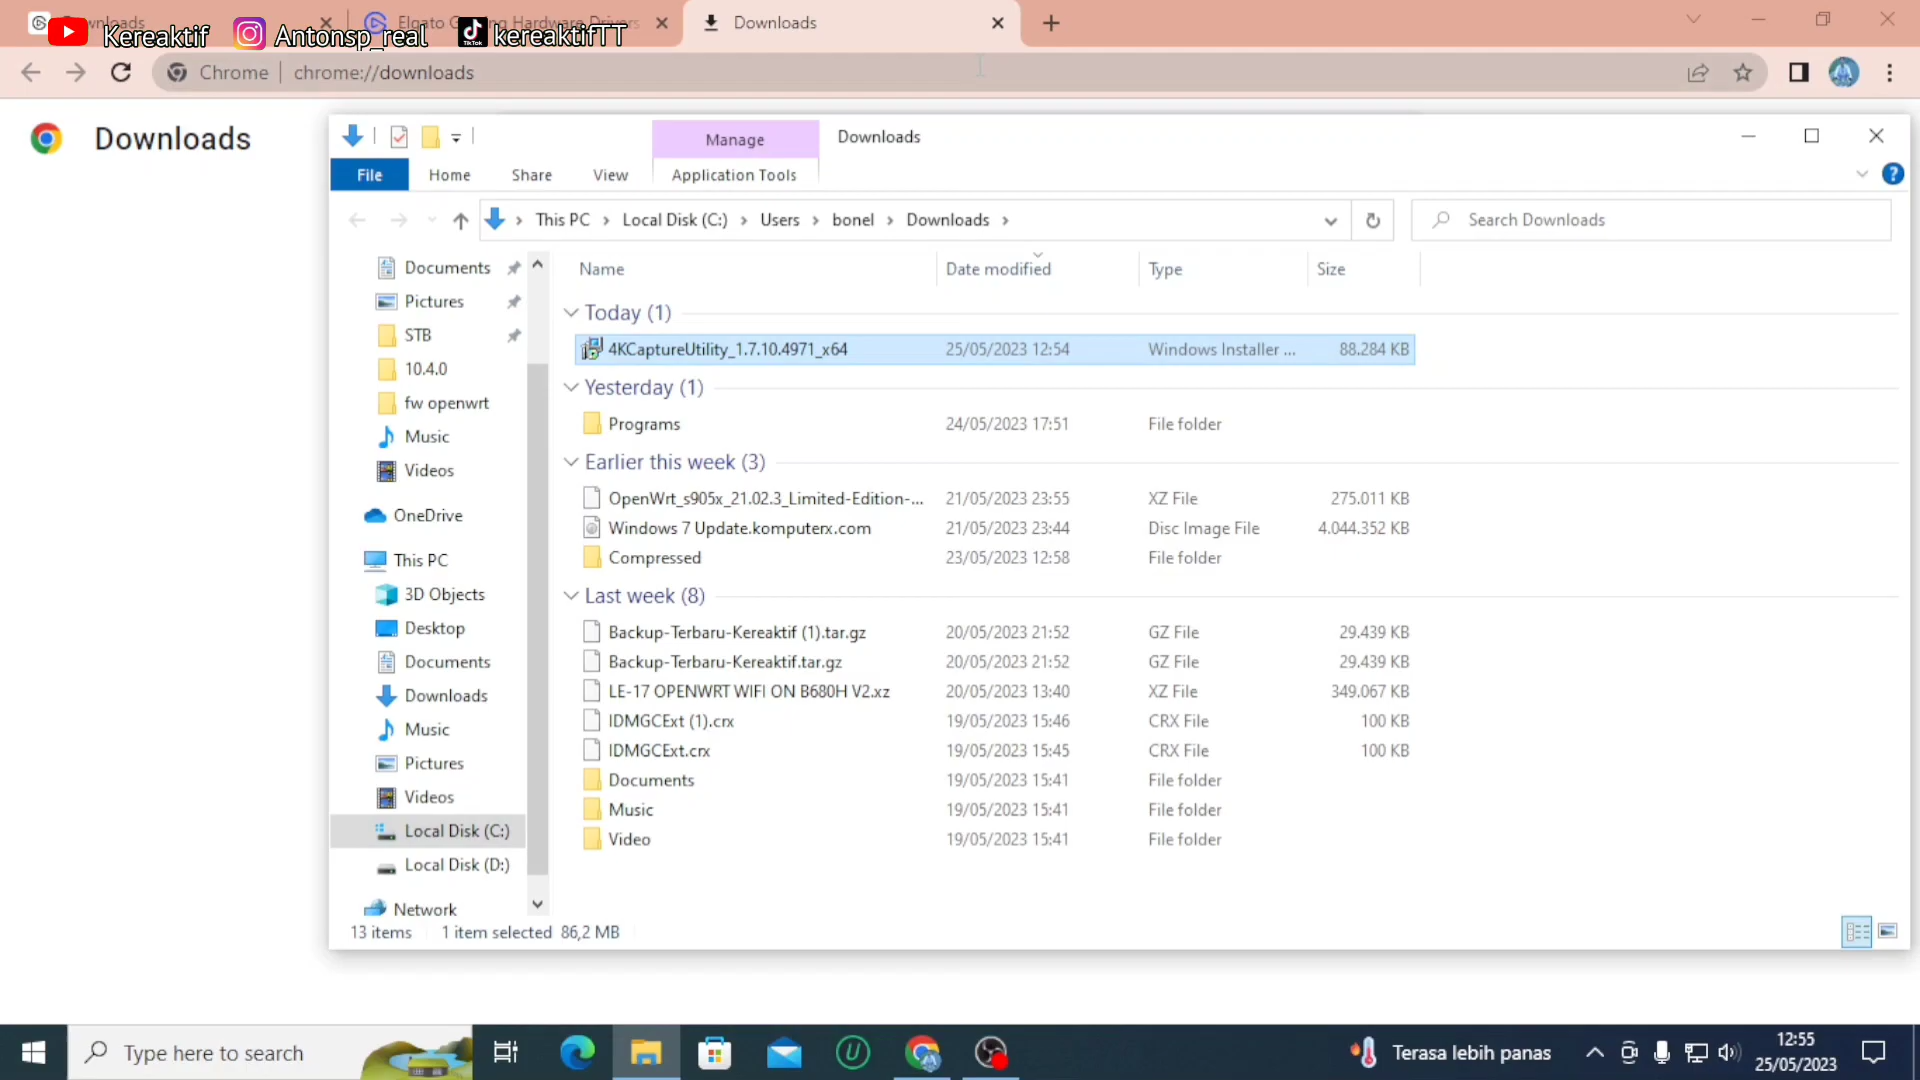 Downloads
Elgato Gaming Hardware Drivers
Downloads
Kereaktif
Antonsp_real
TikTok
kereaktifTT
Chrome
chrome://downloads
Downloads
Manage
Downloads
File
Home
Share
View
Application Tools
This PC
Local Disk (C:)
Users
bonel
Downloads
Search Downloads
Name
Date modified
Type
Size
Documents
Pictures
STB
10.4.0
fw openwrt
Music
Videos
OneDrive
This PC
3D Objects
Desktop
Documents
Downloads
Music
Pictures
Videos
Local Disk (C:)
Local Disk (D:)
Network
Today (1)
4KCaptureUtility_1.7.10.4971_x64 25/05/2023 12:54 Windows Installer ... 88.284 KB
Yesterday (1)
Programs 24/05/2023 17:51 File folder
Earlier this week (3)
OpenWrt_s905x_21.02.3_Limited-Edition-... 21/05/2023 23:55 XZ File 275.011 KB
Windows 7 Update.komputerx.com 21/05/2023 23:44 Disc Image File 4.044.352 KB
Compressed 23/05/2023 12:58 File folder
Last week (8)
Backup-Terbaru-Kereaktif (1).tar.gz 20/05/2023 21:52 GZ File 29.439 KB
Backup-Terbaru-Kereaktif.tar.gz 20/05/2023 21:52 GZ File 29.439 KB
LE-17 OPENWRT WIFI ON B680H V2.xz 20/05/2023 13:40 XZ File 349.067 KB
IDMGCExt (1).crx 19/05/2023 15:46 CRX File 100 KB
IDMGCExt.crx 19/05/2023 15:45 CRX File 100 KB
Documents 19/05/2023 15:41 File folder
Music 19/05/2023 15:41 File folder
Video 19/05/2023 15:41 File folder
13 items
1 item selected 86,2 MB
Type here to search
Terasa lebih panas
12:55
25/05/2023